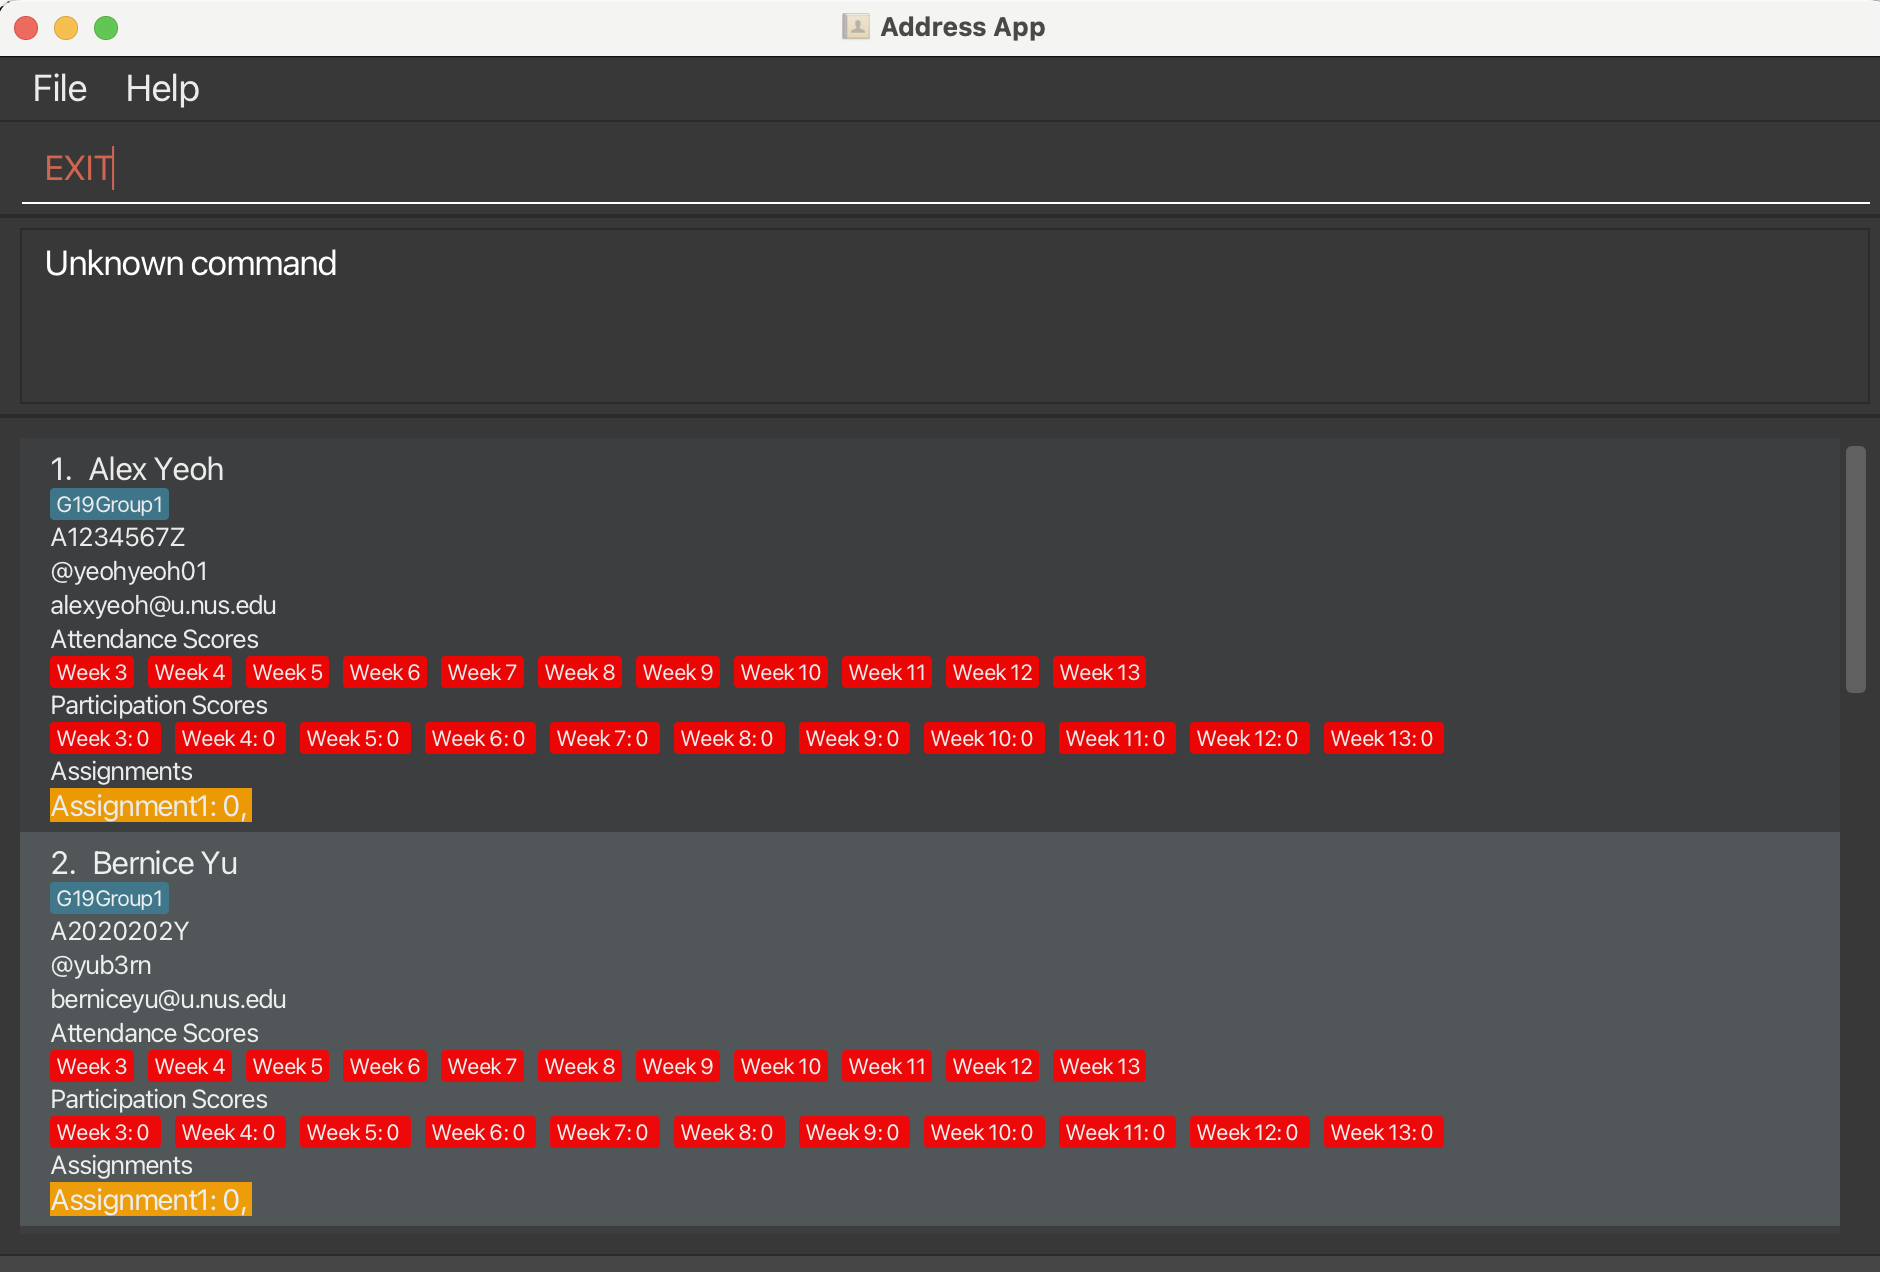 Address App
File Help
EXIT
Unknown command
1. Alex Yeoh
G19Group1
A1234567Z
@yeohyeoh01
alexyeoh@u.nus.edu
Attendance Scores
Week 3 Week 4 Week 5 Week 6 Week 7 Week 8 Week 9 Week 10 Week 11 Week 12 Week 13
Participation Scores
Week 3: 0 Week 4: 0 Week 5: 0 Week 6: 0 Week 7: 0 Week 8: 0 Week 9: 0 Week 10: 0 Week 11: 0 Week 12: 0 Week 13: 0
Assignments
Assignment1: 0,
2. Bernice Yu
G19Group1
A2020202Y
@yub3rn
berniceyu@u.nus.edu
Attendance Scores
Week 3 Week 4 Week 5 Week 6 Week 7 Week 8 Week 9 Week 10 Week 11 Week 12 Week 13
Participation Scores
Week 3: 0 Week 4: 0 Week 5: 0 Week 6: 0 Week 7: 0 Week 8: 0 Week 9: 0 Week 10: 0 Week 11: 0 Week 12: 0 Week 13: 0
Assignments
Assignment1: 0,